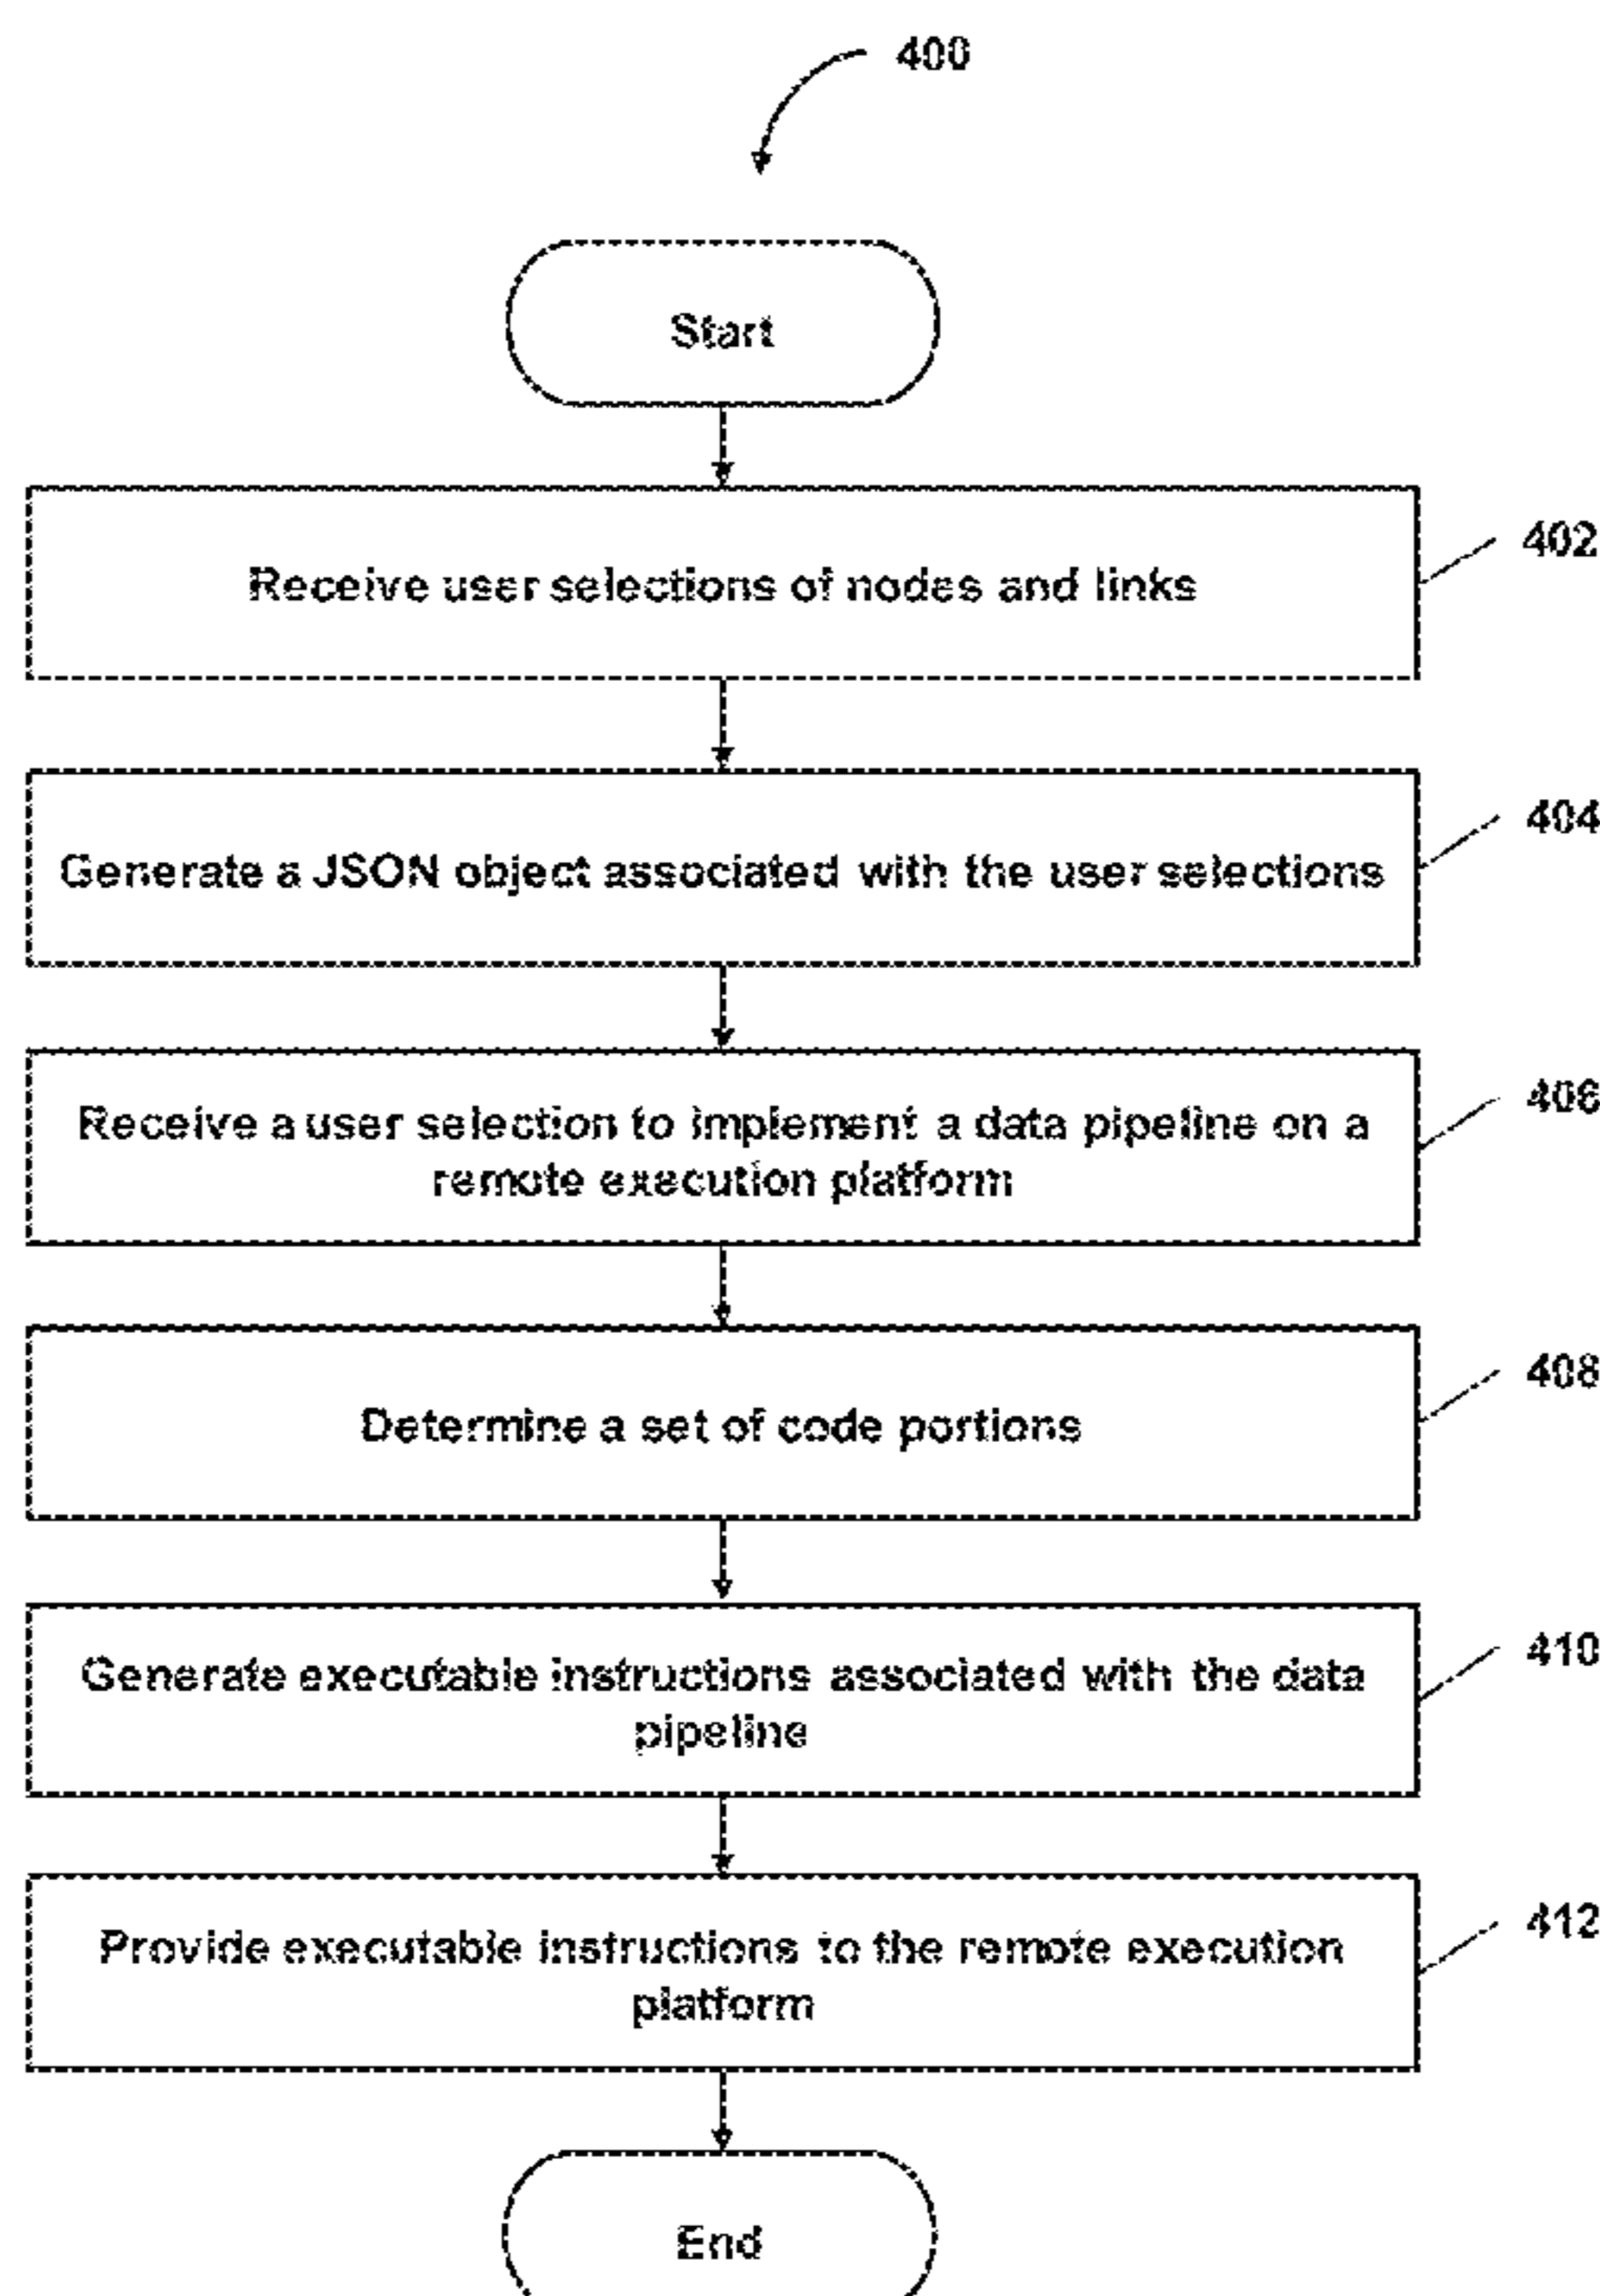 400
Start
Receive user selections of nodes and links
402
Generate a JSON object associated with the user selections
404
Receive a user selection to implement a data pipeline on a
remote execution platform
406
Determine a set of code portions
408
Generate executable instructions associated with the data
pipeline
410
Provide executable instructions to the remote execution
platform
412
End